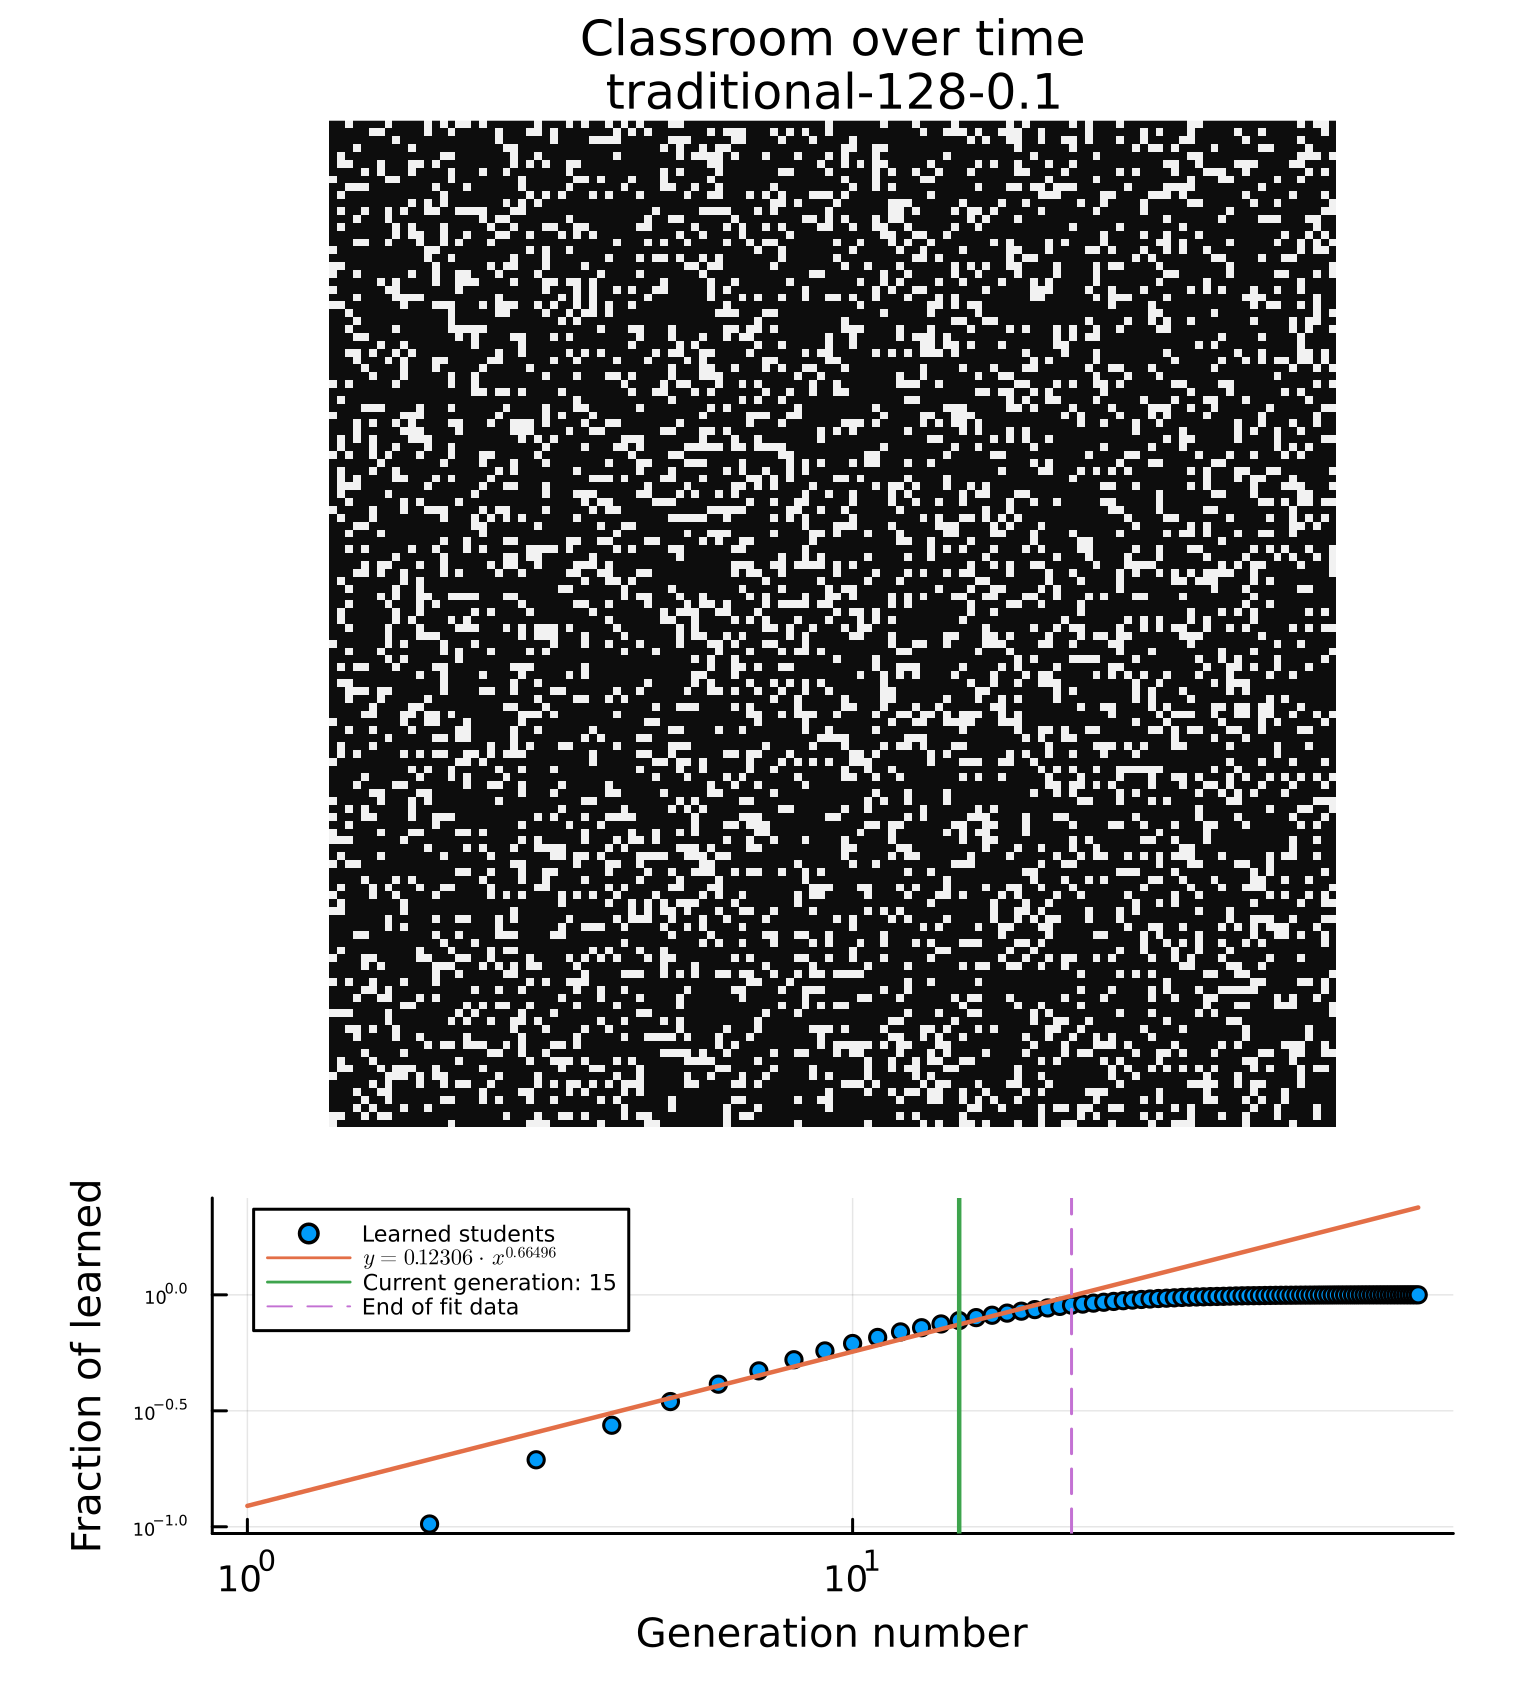 Classroom over time
traditional-128-0.1
Fraction of learned
Learned students
y = 0.12306 · x^0.66496
Current generation: 15
End of fit data
10^0.0
10^−0.5
10^−1.0
10^0
10^1
Generation number